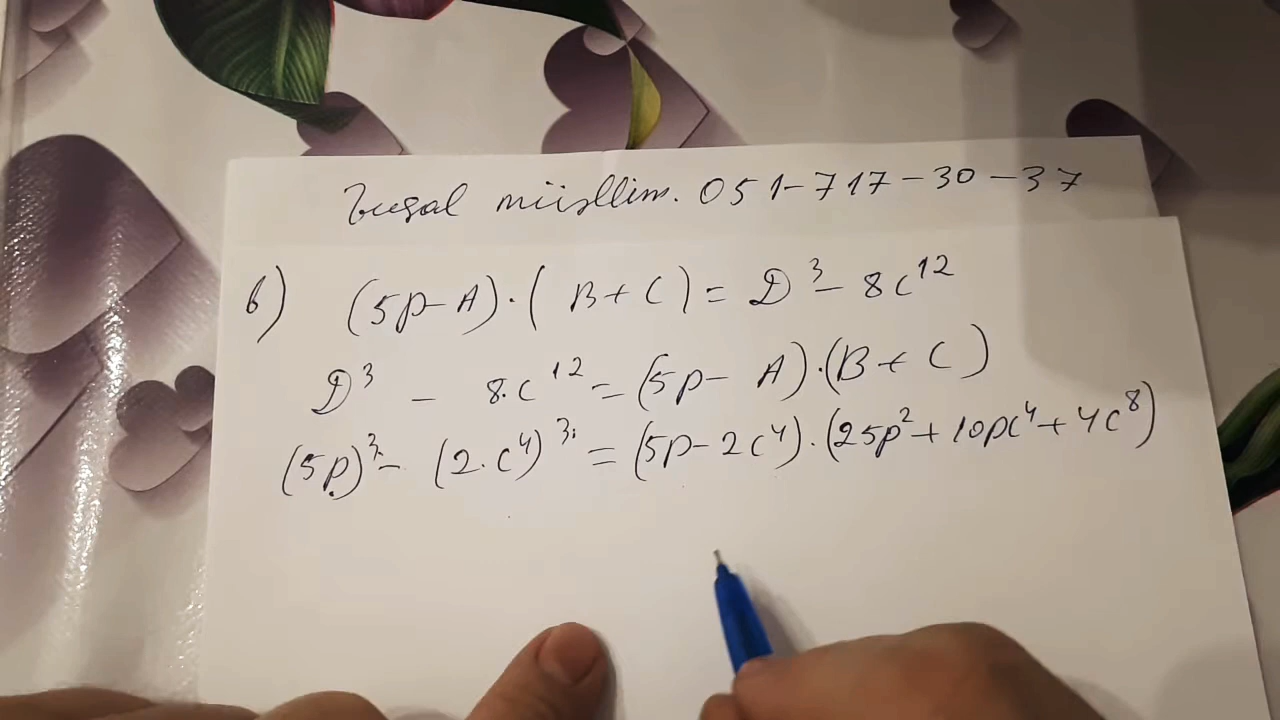 müəllim. 051-717-30-37
b) (5p-A)·(B+C)=D³-8c¹²
D³ - 8·c¹²=(5p-A)·(B+C)
(5p)³-(2·c⁴)³=(5p-2c⁴)·(25p²+10pc⁴+4c⁸)